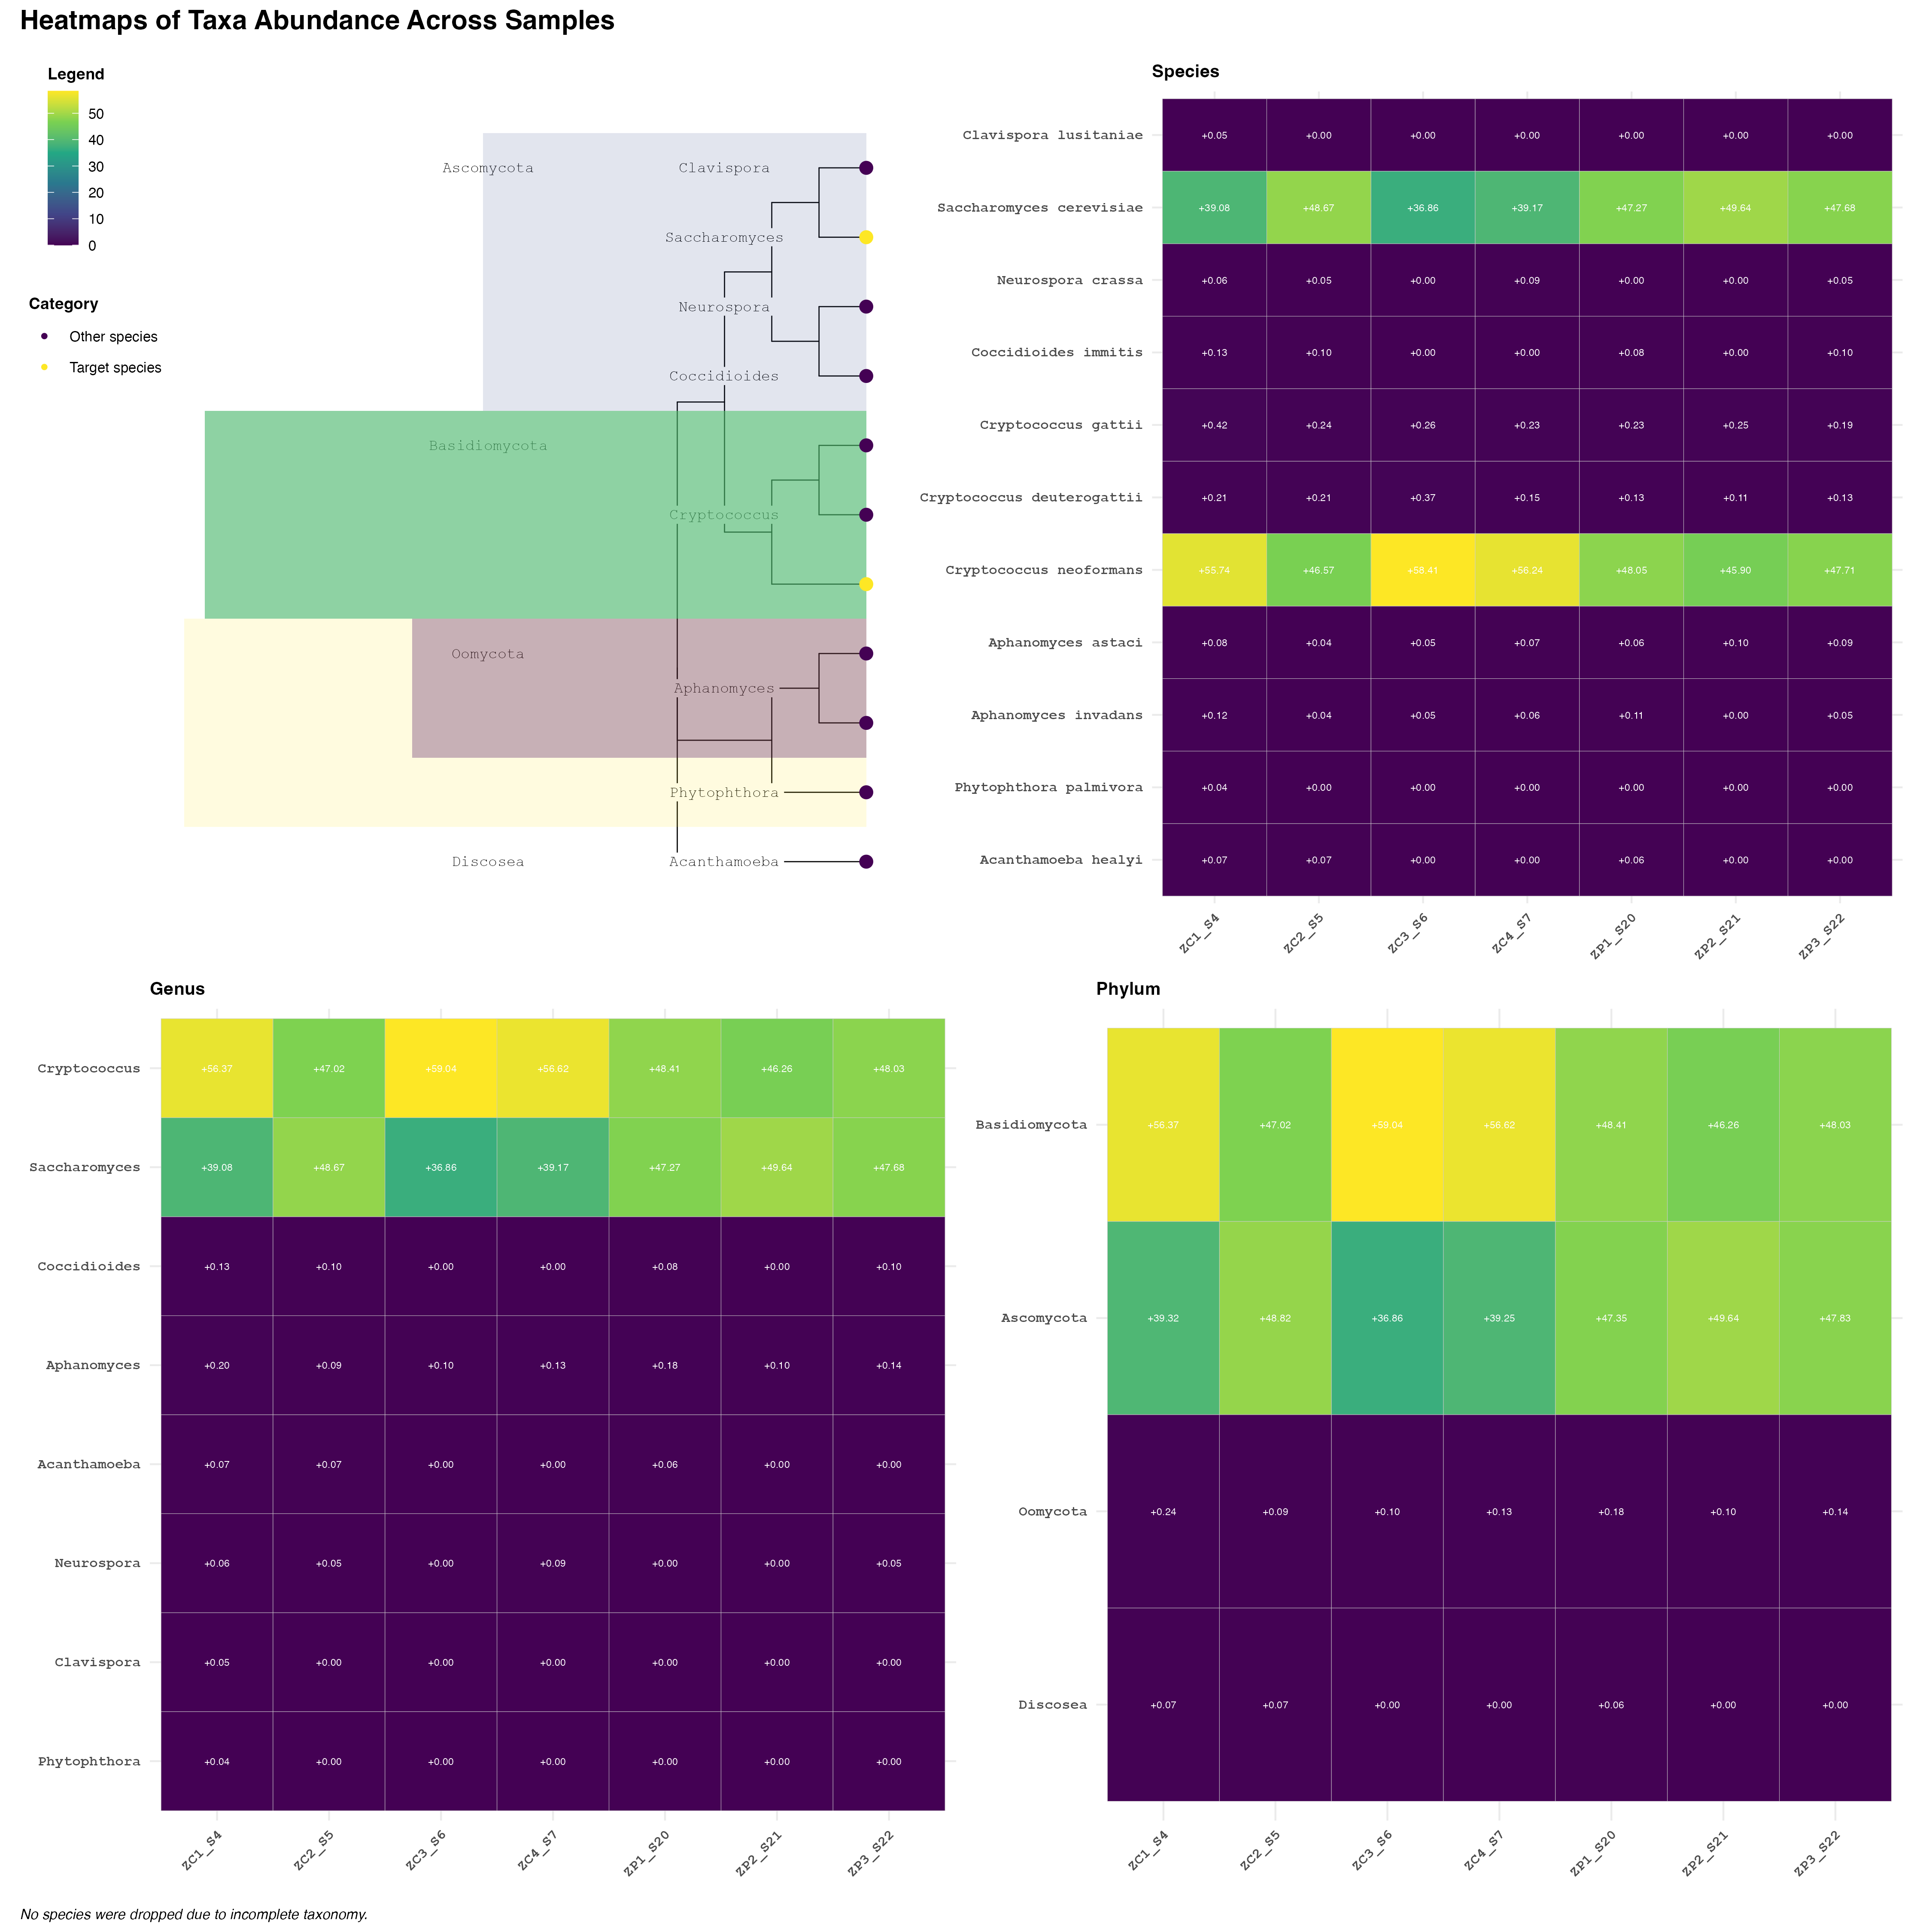 Heatmaps of Taxa Abundance Across Samples
Legend
50
40
30
20
10
0
Category
Other species
Target species
Ascomycota Clavispora
Saccharomyces
Neurospora
Coccidioides
Basidiomycota
Cryptococcus
Oomycota
Aphanomyces
Phytophthora
Discosea Acanthamoeba
Species
Clavispora lusitaniae +0.05 +0.00 +0.00 +0.00 +0.00 +0.00 +0.00
Saccharomyces cerevisiae +39.08 +48.67 +36.86 +39.17 +47.27 +49.64 +47.68
Neurospora crassa +0.06 +0.05 +0.00 +0.09 +0.00 +0.00 +0.05
Coccidioides immitis +0.13 +0.10 +0.00 +0.00 +0.08 +0.00 +0.10
Cryptococcus gattii +0.42 +0.24 +0.26 +0.23 +0.23 +0.25 +0.19
Cryptococcus deuterogattii +0.21 +0.21 +0.37 +0.15 +0.13 +0.11 +0.13
Cryptococcus neoformans +55.74 +46.57 +58.41 +56.24 +48.05 +45.90 +47.71
Aphanomyces astaci +0.08 +0.04 +0.05 +0.07 +0.06 +0.10 +0.09
Aphanomyces invadans +0.12 +0.04 +0.05 +0.06 +0.11 +0.00 +0.05
Phytophthora palmivora +0.04 +0.00 +0.00 +0.00 +0.00 +0.00 +0.00
Acanthamoeba healyi +0.07 +0.07 +0.00 +0.00 +0.06 +0.00 +0.00
ZC1_S4 ZC2_S5 ZC3_S6 ZC4_S7 ZP1_S20 ZP2_S21 ZP3_S22
Genus
Cryptococcus +56.37 +47.02 +59.04 +56.62 +48.41 +46.26 +48.03
Saccharomyces +39.08 +48.67 +36.86 +39.17 +47.27 +49.64 +47.68
Coccidioides +0.13 +0.10 +0.00 +0.00 +0.08 +0.00 +0.10
Aphanomyces +0.20 +0.09 +0.10 +0.13 +0.18 +0.10 +0.14
Acanthamoeba +0.07 +0.07 +0.00 +0.00 +0.06 +0.00 +0.00
Neurospora +0.06 +0.05 +0.00 +0.09 +0.00 +0.00 +0.05
Clavispora +0.05 +0.00 +0.00 +0.00 +0.00 +0.00 +0.00
Phytophthora +0.04 +0.00 +0.00 +0.00 +0.00 +0.00 +0.00
ZC1_S4 ZC2_S5 ZC3_S6 ZC4_S7 ZP1_S20 ZP2_S21 ZP3_S22
Phylum
Basidiomycota +56.37 +47.02 +59.04 +56.62 +48.41 +46.26 +48.03
Ascomycota +39.32 +48.82 +36.86 +39.25 +47.35 +49.64 +47.83
Oomycota +0.24 +0.09 +0.10 +0.13 +0.18 +0.10 +0.14
Discosea +0.07 +0.07 +0.00 +0.00 +0.06 +0.00 +0.00
ZC1_S4 ZC2_S5 ZC3_S6 ZC4_S7 ZP1_S20 ZP2_S21 ZP3_S22
No species were dropped due to incomplete taxonomy.